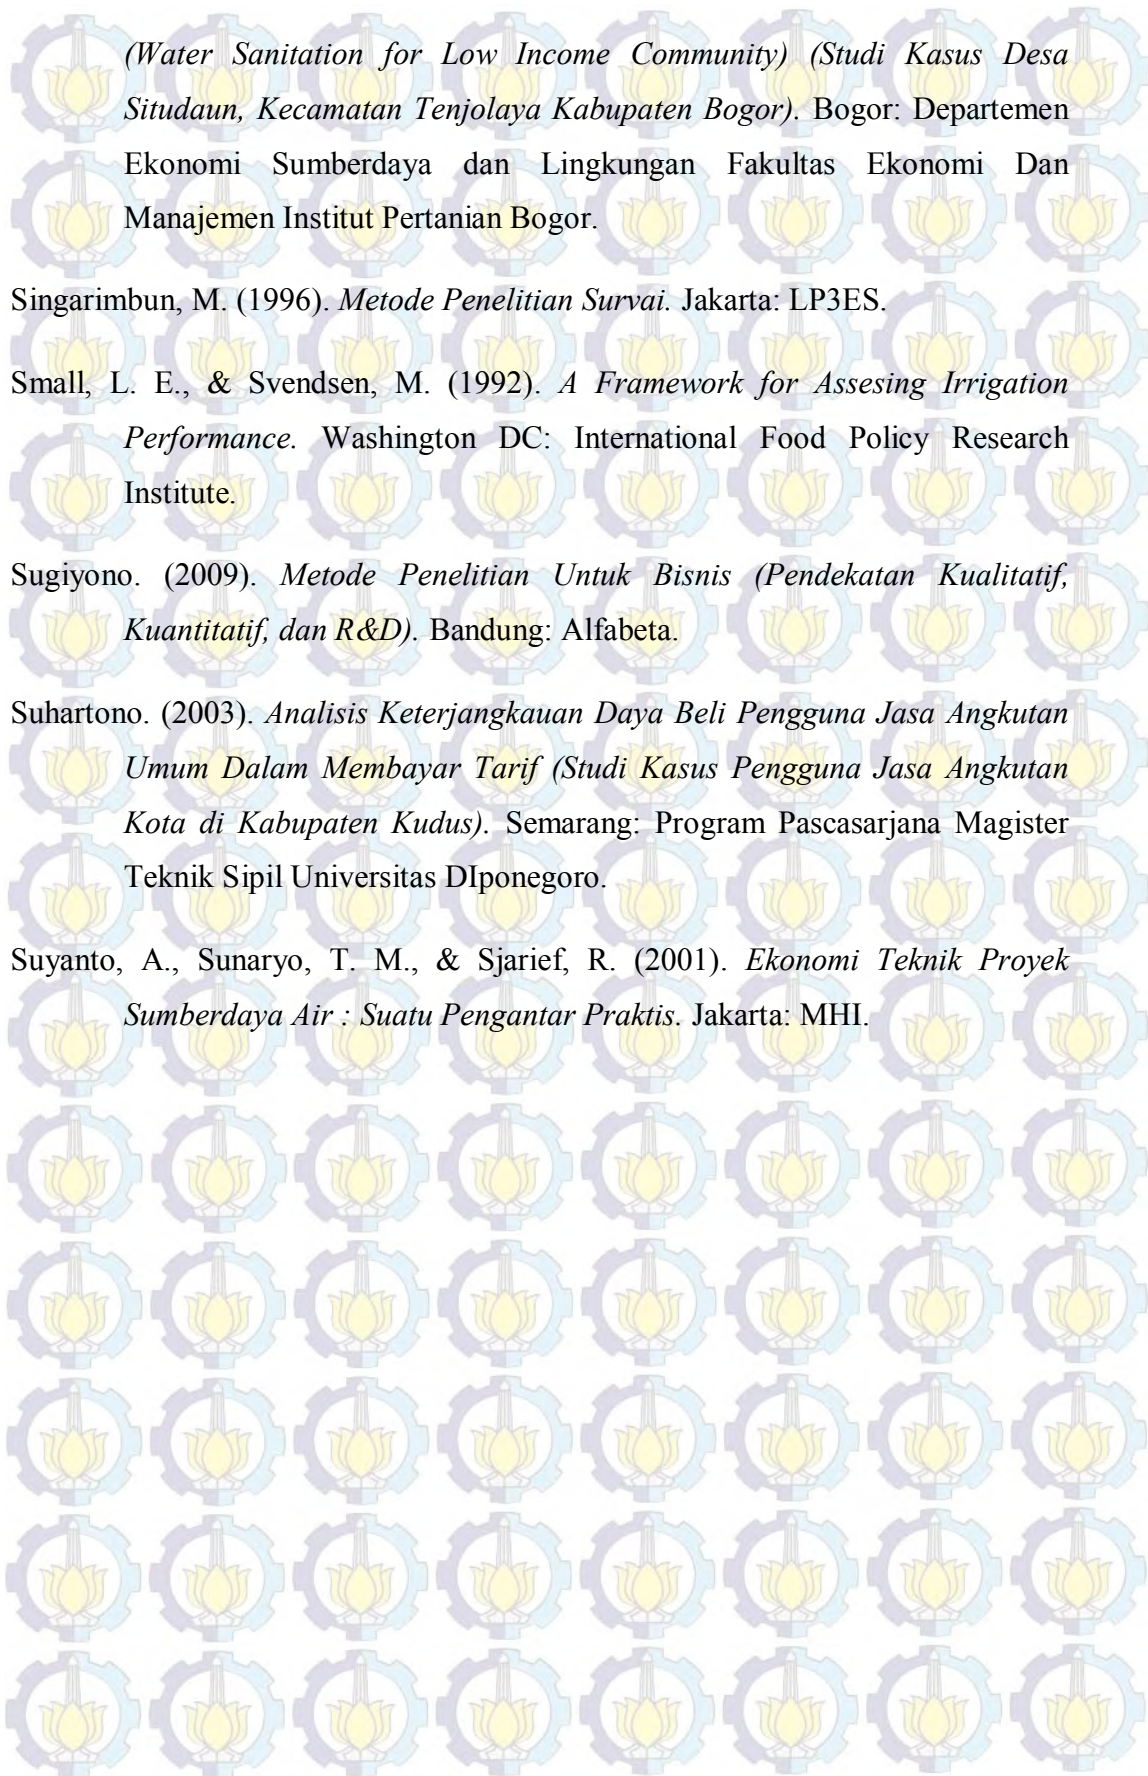 (Water Sanitation for Low Income Community) (Studi Kasus Desa
Situdaun, Kecamatan Tenjolaya Kabupaten Bogor). Bogor: Departemen
Ekonomi Sumberdaya dan Lingkungan Fakultas Ekonomi Dan
Manajemen Institut Pertanian Bogor.
Singarimbun, M. (1996). Metode Penelitian Survai. Jakarta: LP3ES.
Small, L. E., & Svendsen, M. (1992). A Framework for Assesing Irrigation
Performance. Washington DC: International Food Policy Research
Institute.
Sugiyono. (2009). Metode Penelitian Untuk Bisnis (Pendekatan Kualitatif,
Kuantitatif, dan R&D). Bandung: Alfabeta.
Suhartono. (2003). Analisis Keterjangkauan Daya Beli Pengguna Jasa Angkutan
Umum Dalam Membayar Tarif (Studi Kasus Pengguna Jasa Angkutan
Kota di Kabupaten Kudus). Semarang: Program Pascasarjana Magister
Teknik Sipil Universitas DIponegoro.
Suyanto, A., Sunaryo, T. M., & Sjarief, R. (2001). Ekonomi Teknik Proyek
Sumberdaya Air : Suatu Pengantar Praktis. Jakarta: MHI.